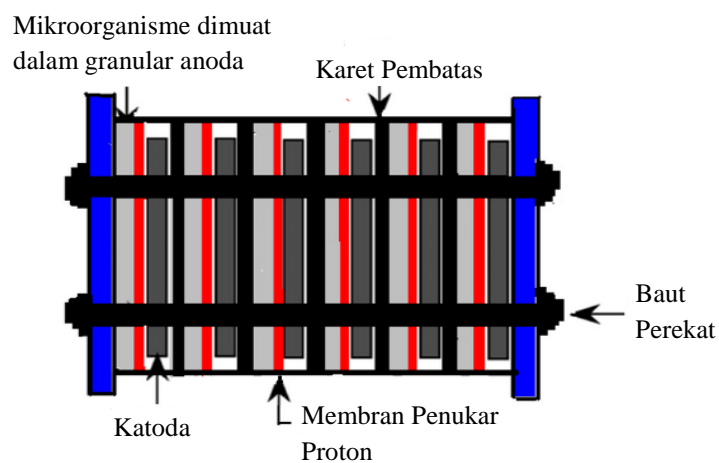 Mikroorganisme dimuat
dalam granular anoda
Karet Pembatas
Baut
Perekat
Katoda
Membran Penukar
Proton